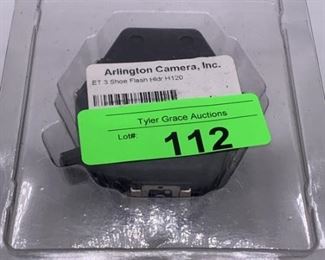 Arlington Camera, Inc.
ET 3 Shoe Flash Hldr H120
Tyler Grace Auctions
Lot#:
112